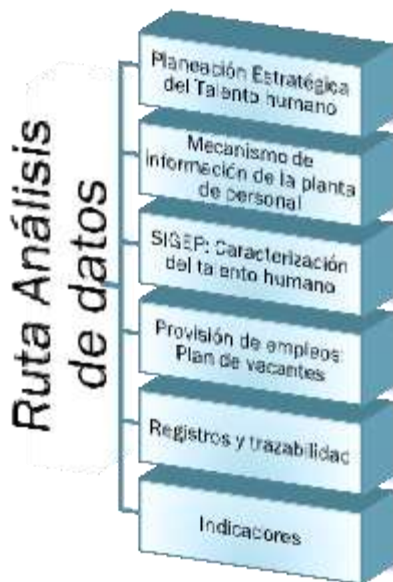 Ruta Análisis
de datos
Planeación Estratégica
del Talento humano
Mecanismo de
información de la planta
de personal
SIGEP: Caracterización
del talento humano
Provisión de empleos:
Plan de vacantes
Registros y trazabilidad
Indicadores